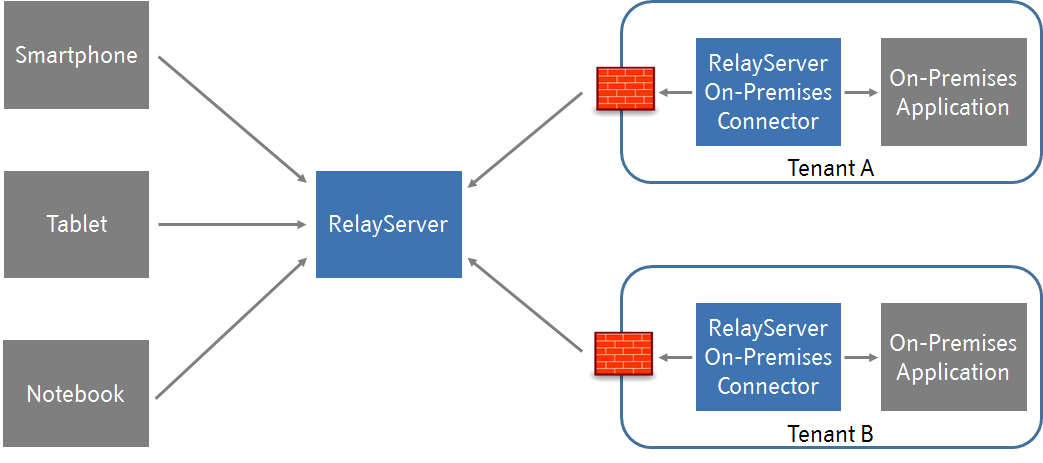 Smartphone
Tablet
Notebook
RelayServer
RelayServer
On-Premises
Connector
On-Premises
Application
Tenant A
RelayServer
On-Premises
Connector
On-Premises
Application
Tenant B